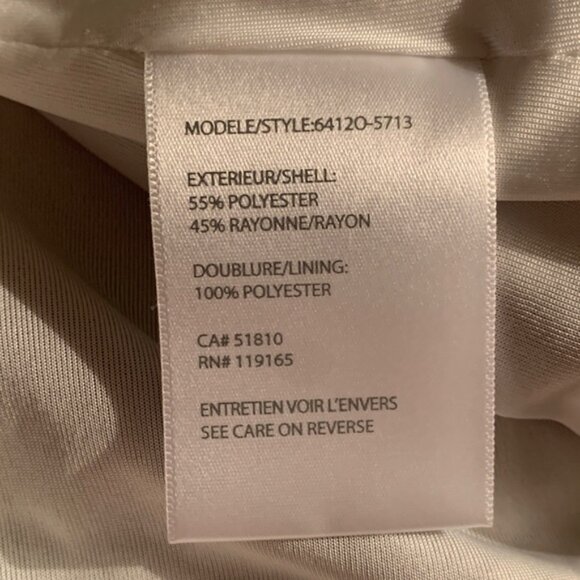 MODELE/STYLE:6412O-5713
EXTERIEUR/SHELL:
55% POLYESTER
45% RAYONNE/RAYON
DOUBLURE/LINING:
100% POLYESTER
CA# 51810
RN# 119165
ENTRETIEN VOIR L'ENVERS
SEE CARE ON REVERSE